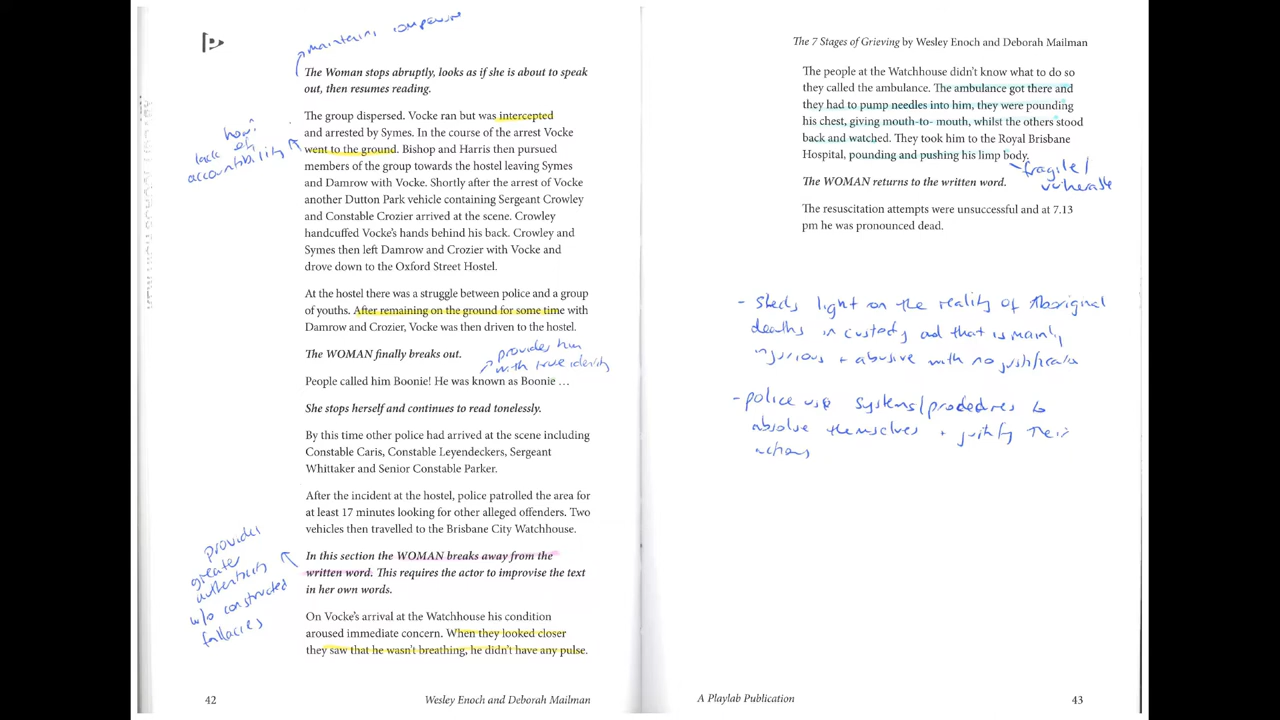 maintains composure
The Woman stops abruptly, looks as if she is about to speak
out, then resumes reading.
The group dispersed. Vocke ran but was intercepted
and arrested by Symes. In the course of the arrest Vocke
went to the ground. Bishop and Harris then pursued
members of the group towards the hostel leaving Symes
and Damrow with Vocke. Shortly after the arrest of Vocke
another Dutton Park vehicle containing Sergeant Crowley
and Constable Crozier arrived at the scene. Crowley
handcuffed Vocke's hands behind his back. Crowley and
Symes then left Damrow and Crozier with Vocke and
drove down to the Oxford Street Hostel.
how?
lack of
accountibility
At the hostel there was a struggle between police and a group
of youths. After remaining on the ground for some time with
Damrow and Crozier, Vocke was then driven to the hostel.
The WOMAN finally breaks out.
provides him
with true identity
People called him Boonie! He was known as Boonie …
She stops herself and continues to read tonelessly.
By this time other police had arrived at the scene including
Constable Caris, Constable Leyendeckers, Sergeant
Whittaker and Senior Constable Parker.
After the incident at the hostel, police patrolled the area for
at least 17 minutes looking for other alleged offenders. Two
vehicles then travelled to the Brisbane City Watchhouse.
In this section the WOMAN breaks away from the
written word. This requires the actor to improvise the text
in her own words.
provides
greater
authenticity
w/o constructed
fallacies
On Vocke's arrival at the Watchhouse his condition
aroused immediate concern. When they looked closer
they saw that he wasn't breathing, he didn't have any pulse.
42
Wesley Enoch and Deborah Mailman
The 7 Stages of Grieving by Wesley Enoch and Deborah Mailman
The people at the Watchhouse didn't know what to do so
they called the ambulance. The ambulance got there and
they had to pump needles into him, they were pounding
his chest, giving mouth-to- mouth, whilst the others stood
back and watched. They took him to the Royal Brisbane
Hospital, pounding and pushing his limp body.
fragile/
vulnerable
The WOMAN returns to the written word.
The resuscitation attempts were unsuccessful and at 7.13
pm he was pronounced dead.
- Sheds light on the reality of Aboriginal
deaths in custody and that is mainly
injurious + abusive with no
- police use systems/procedures to
absolve themselves + justify their
actions
A Playlab Publication
43